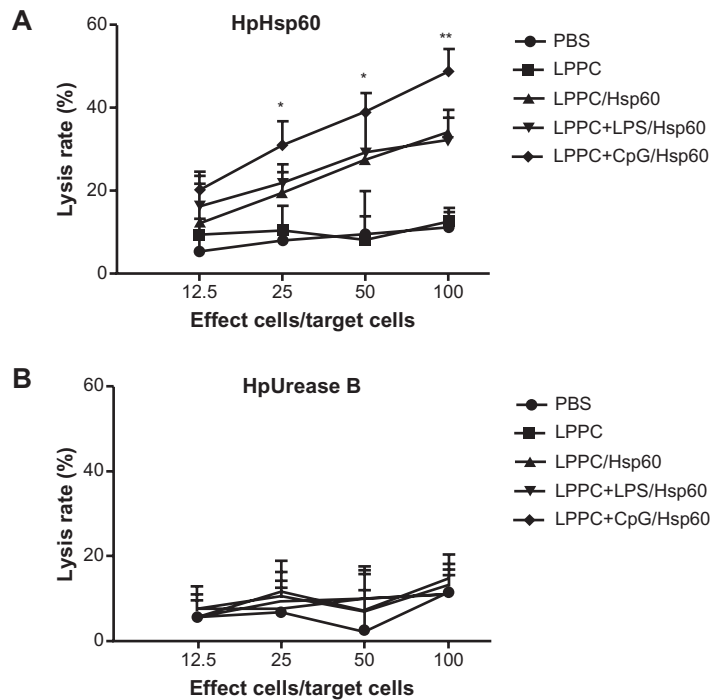 A
HpHsp60
60
40
20
0
Lysis rate (%)
*
*
**
12.5 25 50 100
Effect cells/target cells
PBS
LPPC
LPPC/Hsp60
LPPC+LPS/Hsp60
LPPC+CpG/Hsp60
B
HpUrease B
60
40
20
0
Lysis rate (%)
12.5 25 50 100
Effect cells/target cells
PBS
LPPC
LPPC/Hsp60
LPPC+LPS/Hsp60
LPPC+CpG/Hsp60